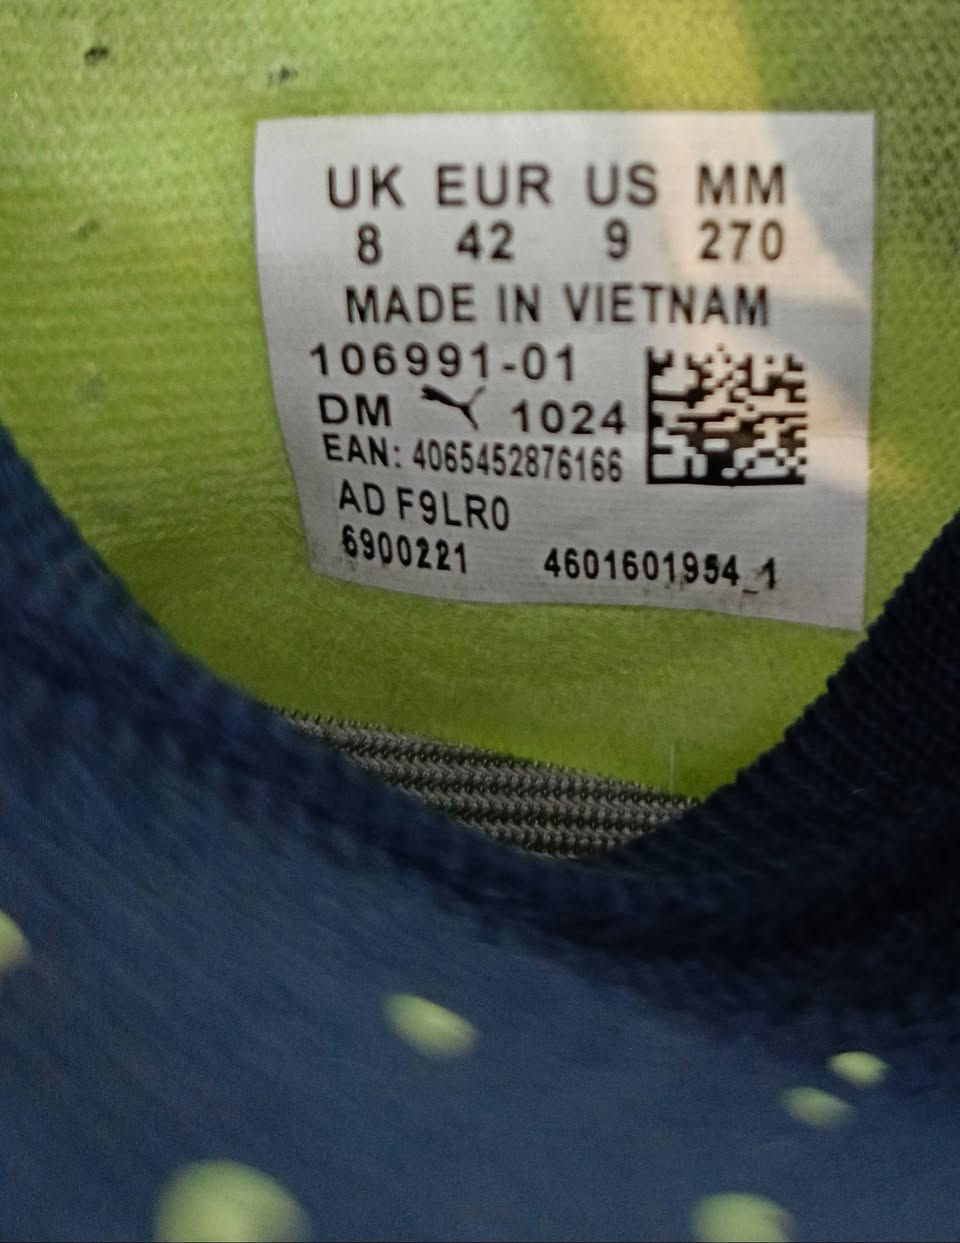 UK EUR US MM
8 42 9 270
MADE IN VIETNAM
106991-01
DM 1024
EAN: 4065452876166
AD F9LR0
6900221 4601601954_1